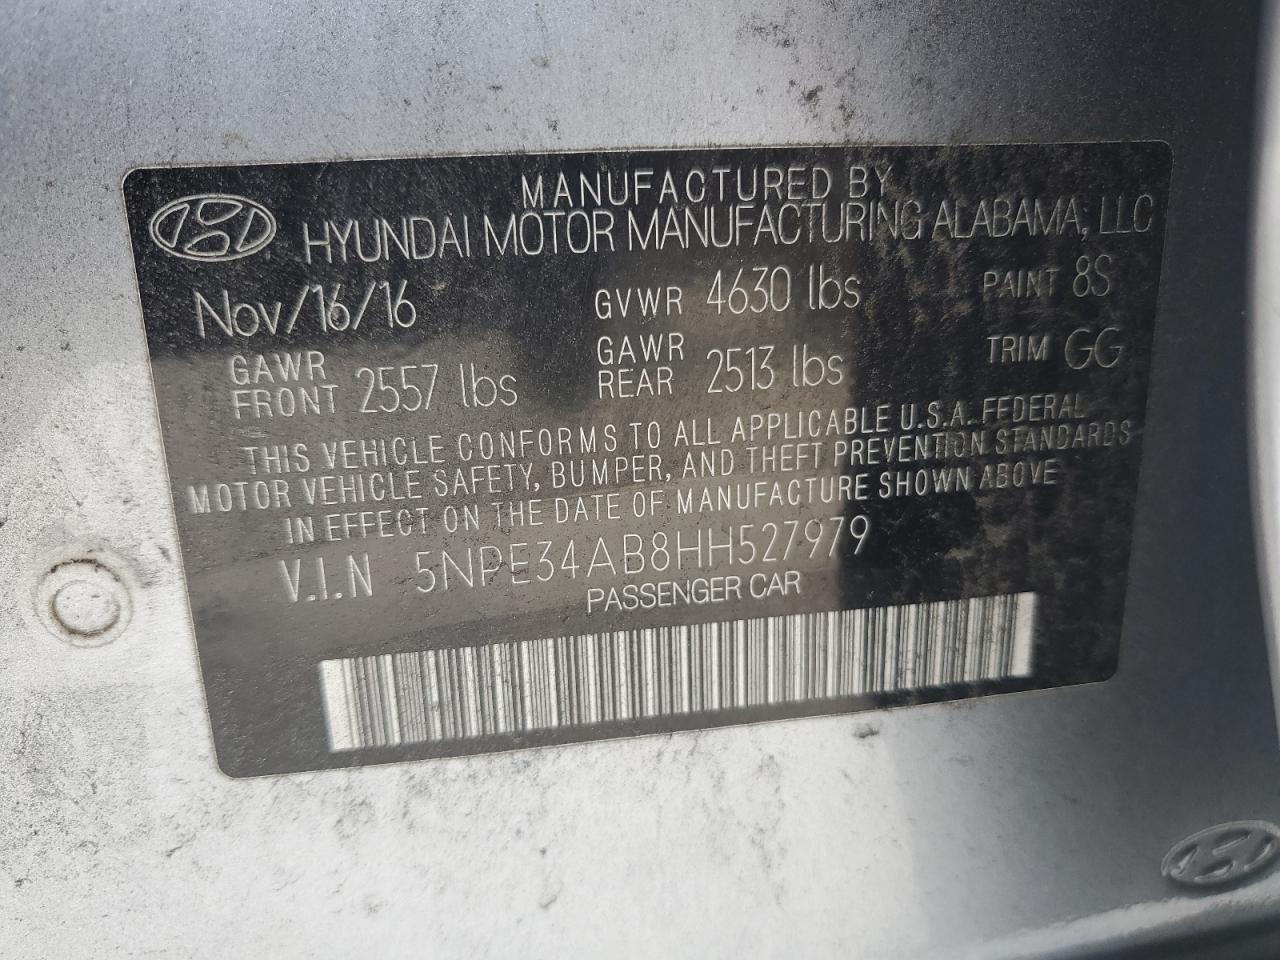 MANUFACTURED BY
HYUNDAI MOTOR MANUFACTURING ALABAMA, LLC
Nov/16/16 GVWR 4630 lbs PAINT 8S
GAWR FRONT 2557 lbs GAWR REAR 2513 lbs TRIM GG
THIS VEHICLE CONFORMS TO ALL APPLICABLE U.S.A. FEDERAL
MOTOR VEHICLE SAFETY, BUMPER, AND THEFT PREVENTION STANDARDS
IN EFFECT ON THE DATE OF MANUFACTURE SHOWN ABOVE
V.I.N 5NPE34AB8HH527979
PASSENGER CAR